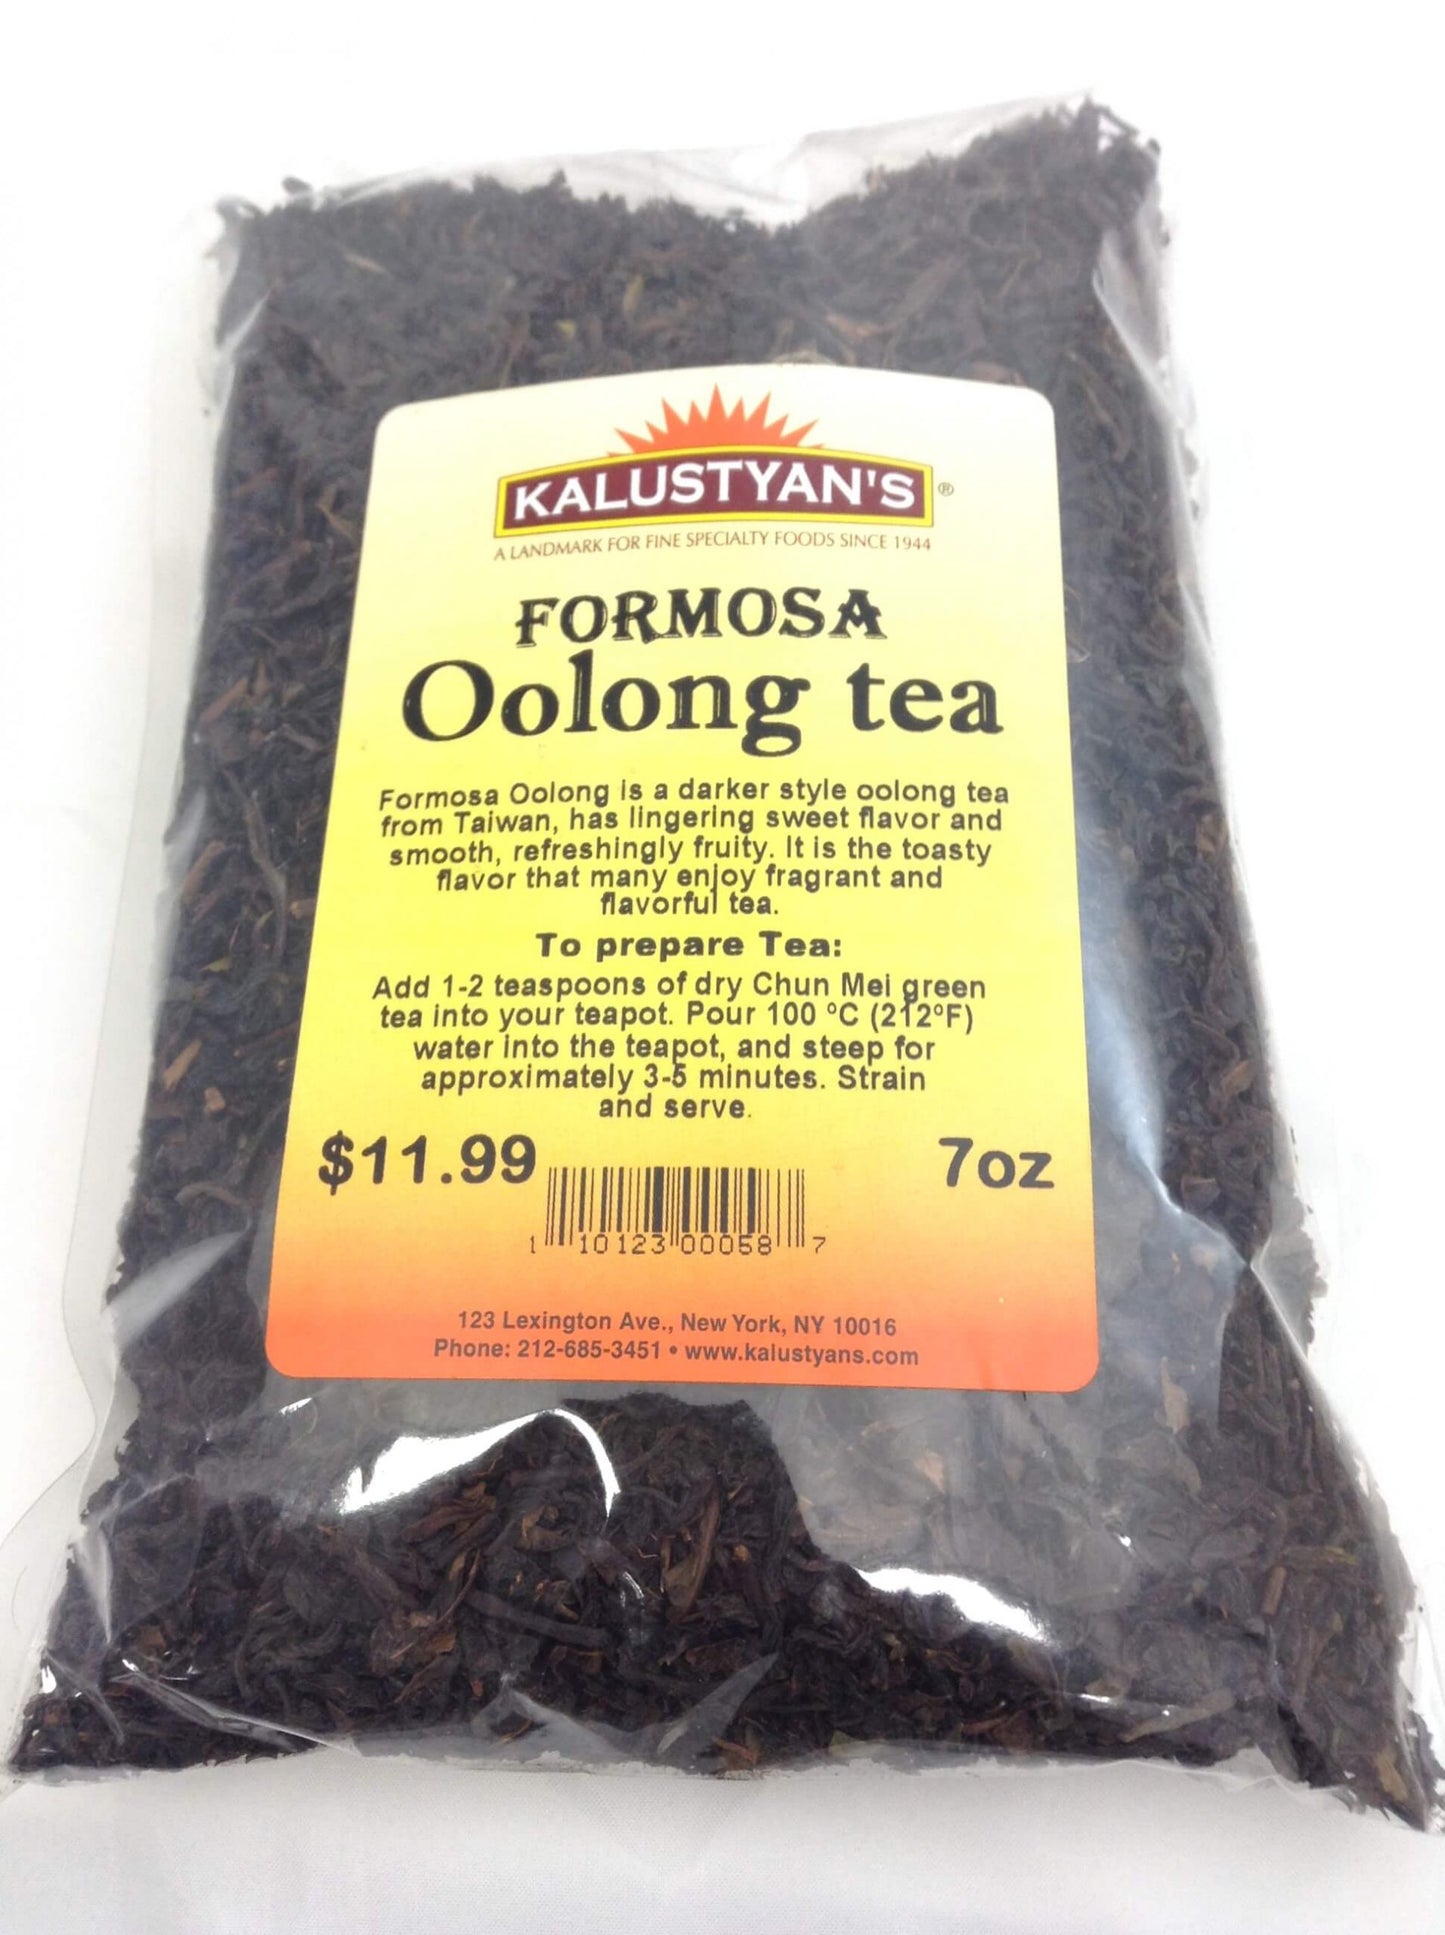 KALUSTYAN'S®
A LANDMARK FOR FINE SPECIALTY FOODS SINCE 1944
FORMOSA
Oolong tea
Formosa Oolong is a darker style oolong tea
from Taiwan, has lingering sweet flavor and
smooth, refreshingly fruity. It is the toasty
flavor that many enjoy fragrant and
flavorful tea.
To prepare Tea:
Add 1-2 teaspoons of dry Chun Mei green
tea into your teapot. Pour 100 ºC (212ºF)
water into the teapot, and steep for
approximately 3-5 minutes. Strain
and serve.
$11.99 7oz
1 10123 00058 7
123 Lexington Ave., New York, NY 10016
Phone: 212-685-3451 • www.kalustyans.com